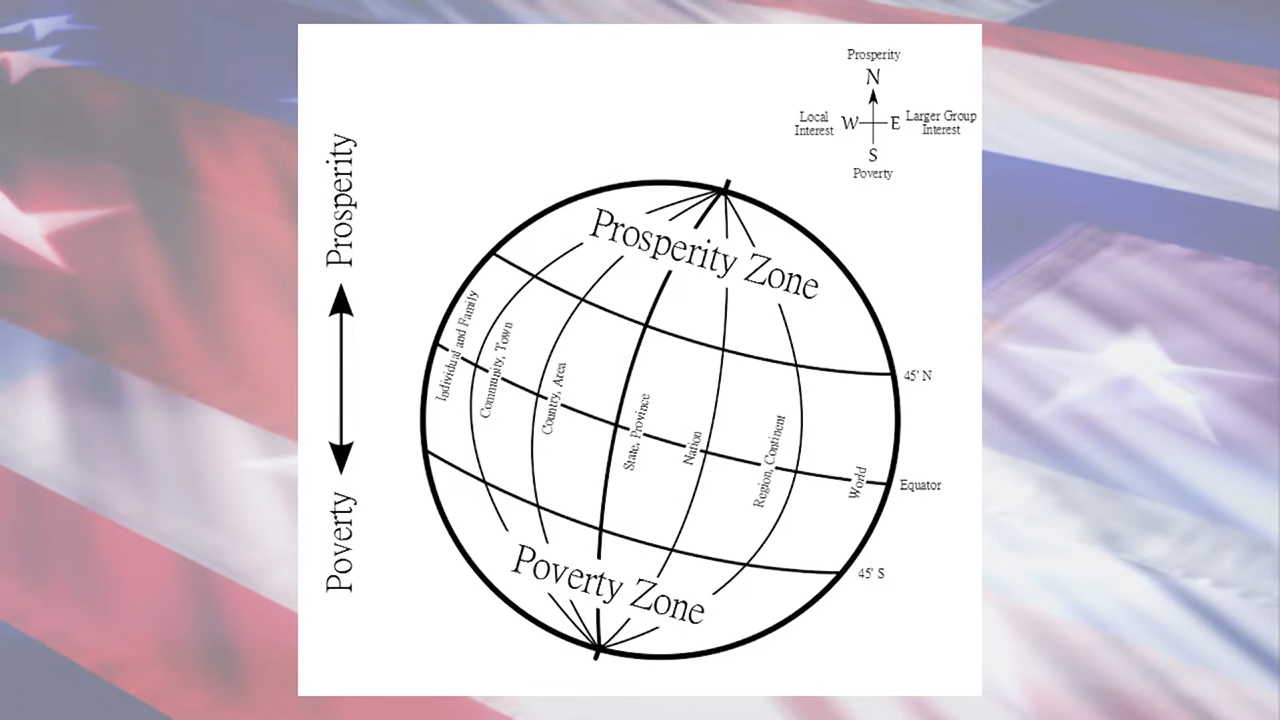 Prosperity
N
Local
Interest
W
E
Larger Group
Interest
S
Poverty
Prosperity
Poverty
Prosperity Zone
Individual and Family
Community, Town
Country, Area
State, Province
Nation
Region, Continent
World
45' N
Equator
45' S
Poverty Zone